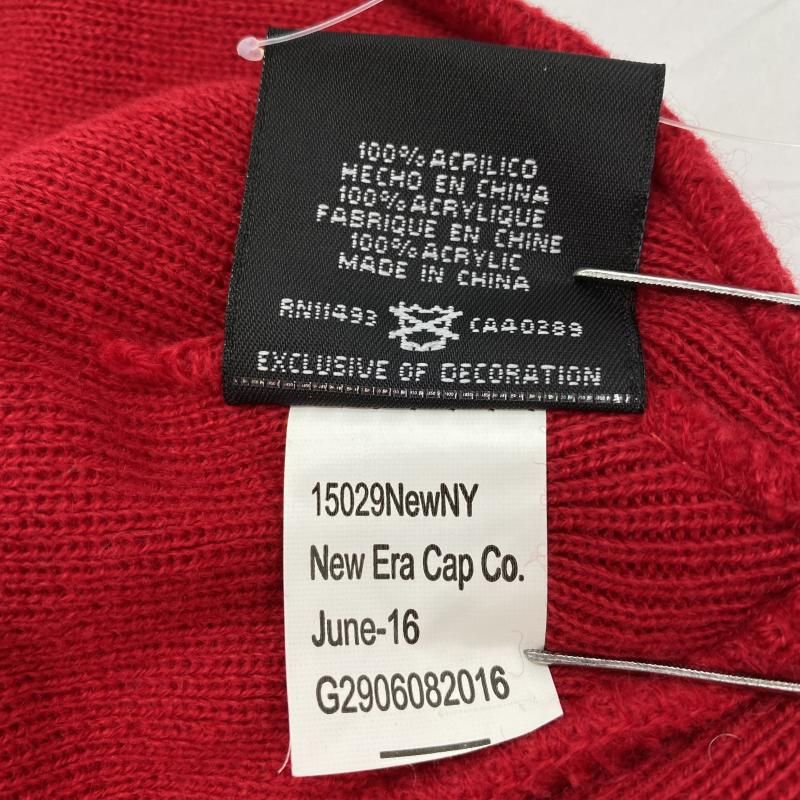 100% ACRILICO
HECHO EN CHINA
100% ACRYLIQUE
FABRIQUE EN CHINE
100% ACRYLIC
MADE IN CHINA
RN11493 CA40389
EXCLUSIVE OF DECORATION
15029NewNY
New Era Cap Co.
June-16
G2906082016